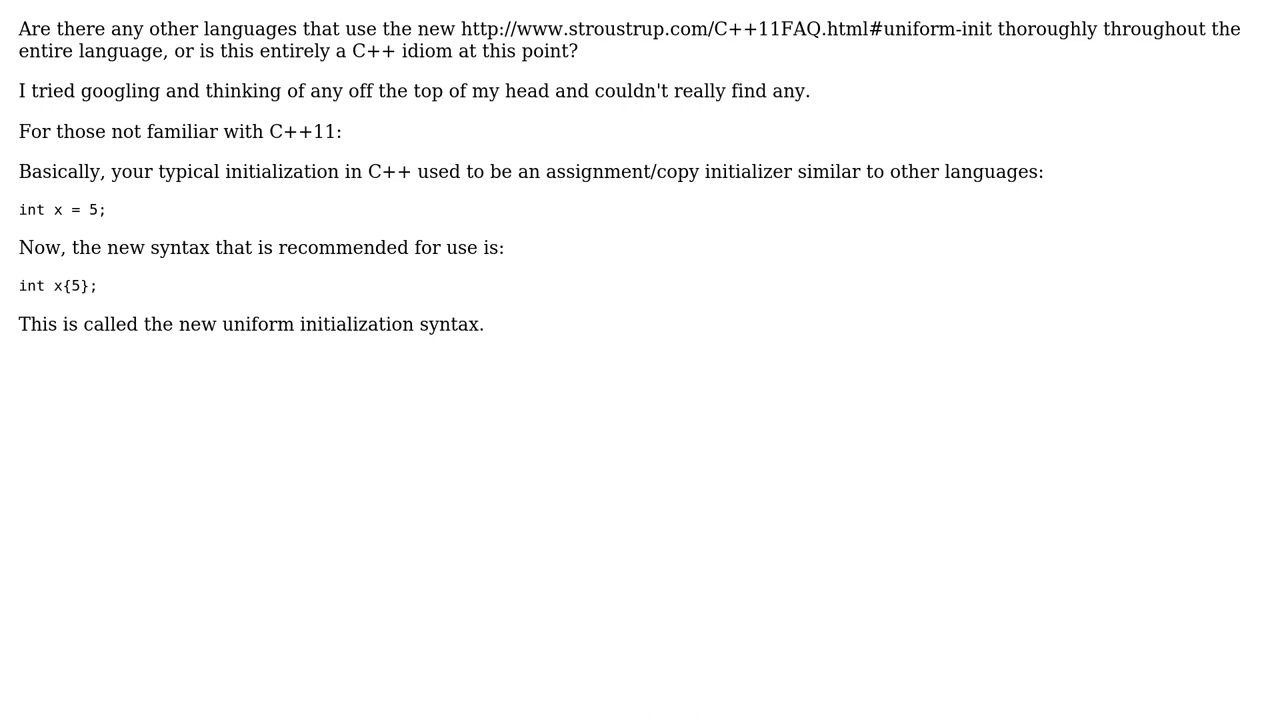 Are there any other languages that use the new http://www.stroustrup.com/C++11FAQ.html#uniform-init thoroughly throughout the
entire language, or is this entirely a C++ idiom at this point?
I tried googling and thinking of any off the top of my head and couldn't really find any.
For those not familiar with C++11:
Basically, your typical initialization in C++ used to be an assignment/copy initializer similar to other languages:
int x = 5;
Now, the new syntax that is recommended for use is:
int x{5};
This is called the new uniform initialization syntax.